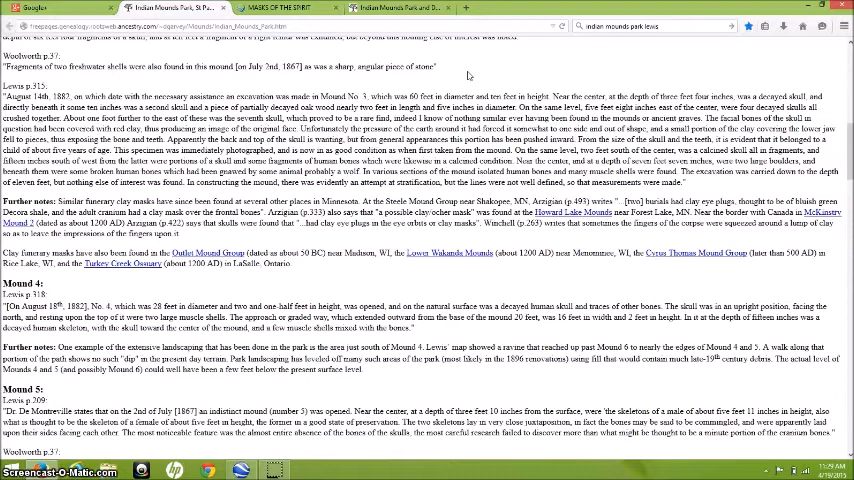 Google+
Indian Mounds Park, St Pa...
MASKS OF THE SPIRIT
Indian Mounds Park and D...
freepages.genealogy.rootsweb.ancestry.com/~dgarvey/Mounds/Indian_Mounds_Park.htm
indian mounds park lewis
Woolworth p.37:
"Fragments of two freshwater shells were also found in this mound [on July 2nd, 1867] as was a sharp, angular piece of stone"
Lewis p.315:
"August 14th, 1882, on which date with the necessary assistance an excavation was made in Mound No. 3, which was 60 feet in diameter and ten feet in height. Near the center, at the depth of three feet four inches, was a decayed skull, and
directly beneath it some ten inches was a second skull and a piece of partially decayed oak wood nearly two feet in length and five inches in diameter. On the same level, five feet eight inches east of the center, were four decayed skulls all
crushed together. About one foot further to the east of these was the seventh skull, which proved to be a rare find, indeed I know of nothing similar ever having been found in the mounds or ancient graves. The facial bones of the skull in
question had been covered with red clay, thus producing an image of the original face. Unfortunately the pressure of the earth around it had forced it somewhat to one side and out of shape, and a small portion of the clay covering the lower jaw
fell to pieces, thus exposing the bone and teeth. Apparently the back and top of the skull is wanting, but from general appearances this portion has been pushed inward. From the size of the skull and the teeth, it is evident that it belonged to a
child of about five years of age. This specimen was immediately photographed, and is now in as good condition as when first taken from the mound. On the same level, two feet south of the center, was a calcined skull all in fragments, and
fifteen inches south of west from the latter were portions of a skull and some fragments of human bones which were likewise in a calcined condition. Near the center, and at a depth of seven feet seven inches, were two large boulders, and
beneath them were some broken human bones which had been gnawed by some animal probably a wolf. In various sections of the mound isolated human bones and many muscle shells were found. The excavation was carried down to the depth
of eleven feet, but nothing else of interest was found. In constructing the mound, there was evidently an attempt at stratification, but the lines were not well defined, so that measurements were made."
Further notes: Similar funerary clay masks have since been found at several other places in Minnesota. At the Steele Mound Group near Shakopee, MN, Arzigian (p.493) writes "...[two] burials had clay eye plugs, thought to be of bluish green
Decora shale, and the adult cranium had a clay mask over the frontal bones". Arzigian (p.333) also says that "a possible clay/ocher mask" was found at the Howard Lake Mounds near Forest Lake, MN. Near the border with Canada in McKinstry
Mound 2 (dated as about 1200 AD) Arzigian (p.422) says that skulls were found that "...had clay eye plugs in the eye orbits or clay masks". Winchell (p.263) writes that sometimes the fingers of the corpse were squeezed around a lump of clay
so as to leave the impressions of the fingers upon it.
Clay funerary masks have also been found in the Outlet Mound Group (dated as about 50 BC) near Madison, WI, the Lower Wakanda Mounds (about 1200 AD) near Menomonee, WI, the Cyrus Thomas Mound Group (later than 500 AD) in
Rice Lake, WI, and the Turkey Creek Ossuary (about 1200 AD) in LaSalle, Ontario.
Mound 4:
Lewis p.318:
"[On August 18th, 1882], No. 4, which was 28 feet in diameter and two and one-half feet in height, was opened, and on the natural surface was a decayed human skull and traces of other bones. The skull was in an upright position, facing the
north, and resting upon the top of it were two large muscle shells. The approach or graded way, which extended outward from the base of the mound 20 feet, was 16 feet in width and 2 feet in height. In it at the depth of fifteen inches was a
decayed human skeleton, with the skull toward the center of the mound, and a few muscle shells mixed with the bones."
Further notes: One example of the extensive landscaping that has been done in the park is the area just south of Mound 4. Lewis' map showed a ravine that reached up past Mound 6 to nearly the edges of Mound 4 and 5. A walk along that
portion of the path shows no such "dip" in the present day terrain. Park landscaping has leveled off many such areas of the park (most likely in the 1896 renovations) using fill that would contain much late-19th century debris. The actual level of
Mounds 4 and 5 (and possibly Mound 6) could well have been a few feet below the present surface level.
Mound 5:
Lewis p.209:
"Dr. De Montreville states that on the 2nd of July [1867] an indistinct mound (number 5) was opened. Near the center, at a depth of three feet 10 inches from the surface, were 'the skeletons of a male of about five feet 11 inches in height, also
what is thought to be the skeleton of a female of about five feet in height, the former in a good state of preservation. The two skeletons lay in very close juxtaposition, in fact the bones may be said to be commingled, and were apparently laid
upon their sides facing each other. The most noticeable feature was the almost entire absence of the bones of the skulls, the most careful research failed to discover more than what might be thought to be a minute portion of the cranium bones."
Woolworth p.37:
Screencast-O-Matic.com
hp
11:29 AM
4/19/2015